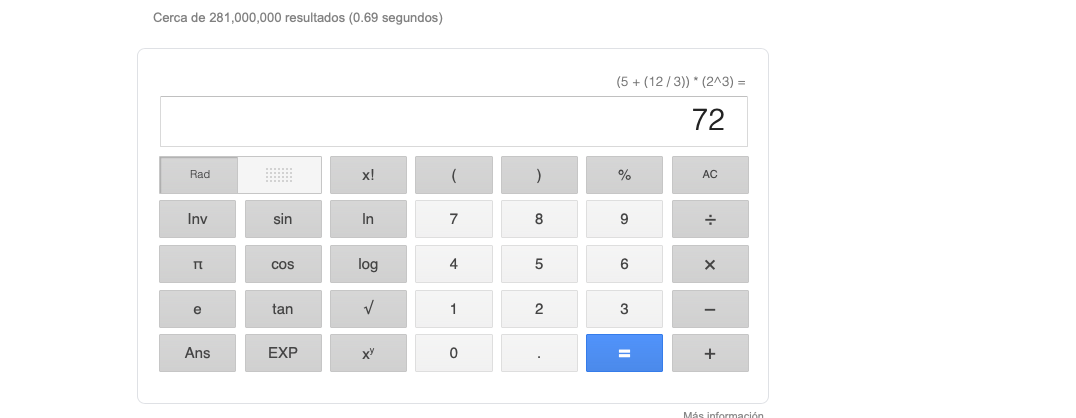 Cerca de 281,000,000 resultados (0.69 segundos)
(5 + (12 / 3)) * (2^3) =
72
Rad x! ( ) % AC
Inv sin ln 7 8 9 ÷
π cos log 4 5 6 ×
e tan √ 1 2 3 −
Ans EXP xʸ 0 . = +
Más información